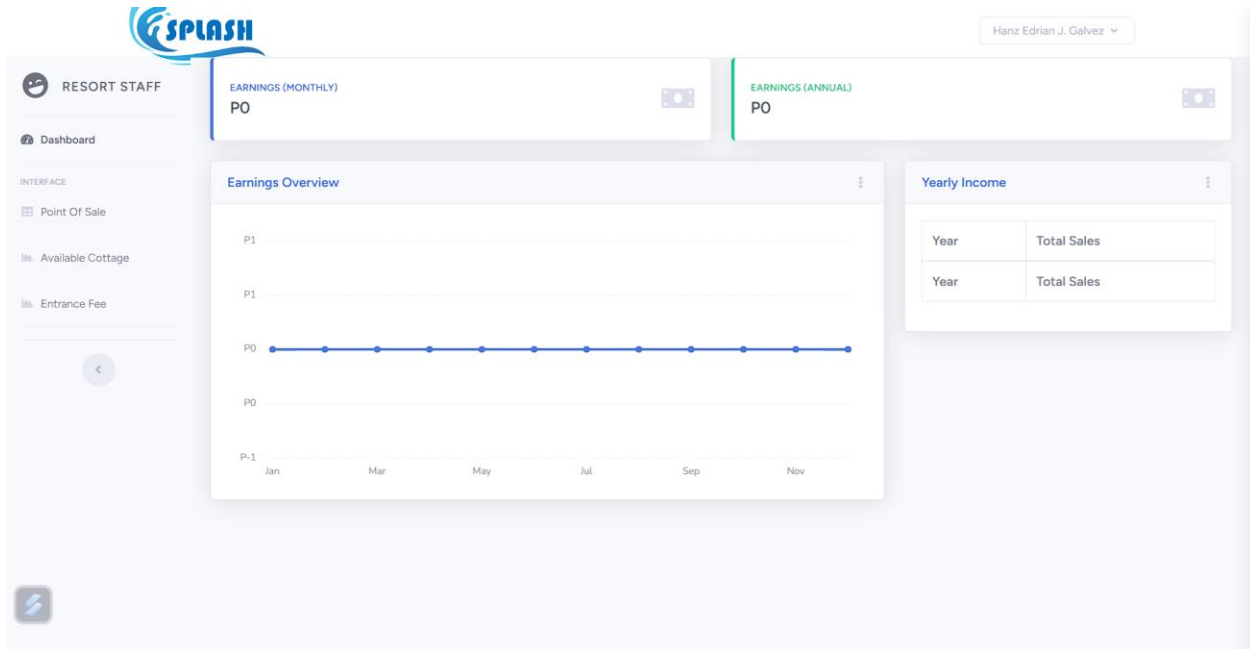 SPLASH
Hanz Edrian J. Galvez
RESORT STAFF
Dashboard
INTERFACE
Point Of Sale
Available Cottage
Entrance Fee
EARNINGS (MONTHLY)
P0
EARNINGS (ANNUAL)
P0
Earnings Overview
P1
P1
P0
P0
P-1
Jan Mar May Jul Sep Nov
Yearly Income
Year Total Sales
Year Total Sales